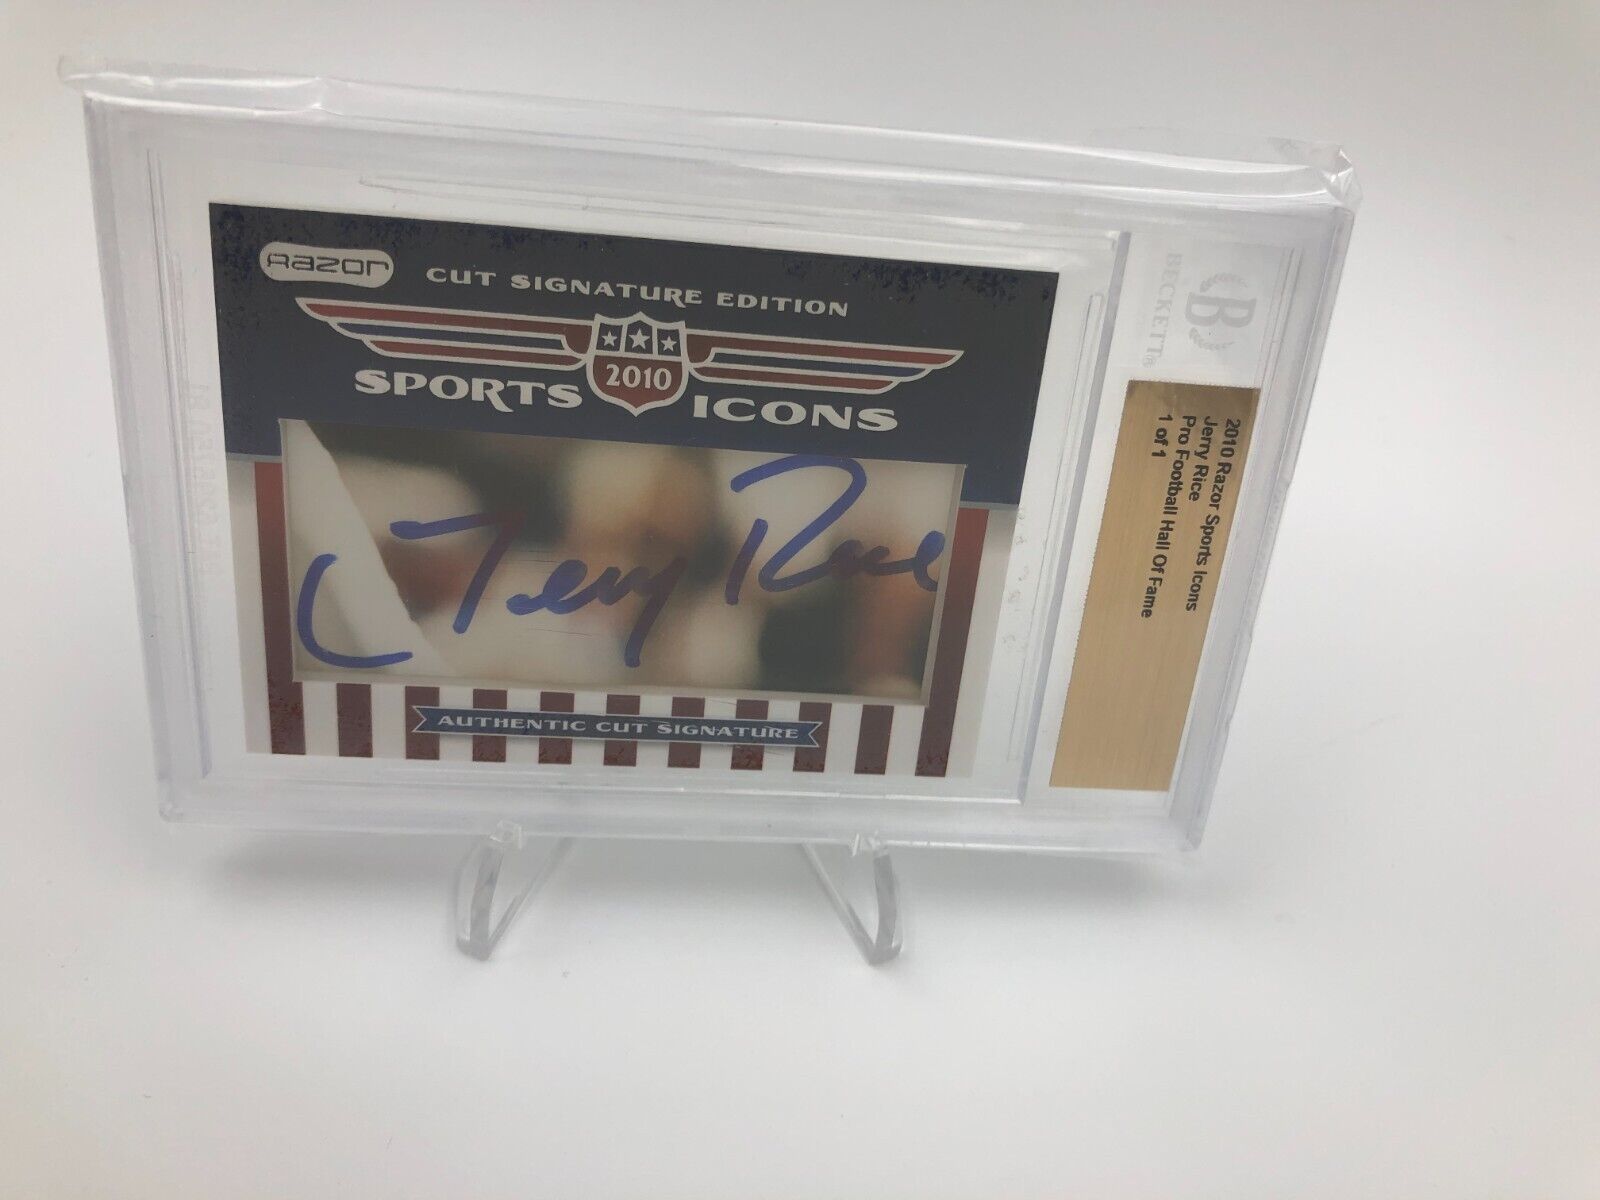 Razor
CUT SIGNATURE EDITION
2010
SPORTS ICONS
Jerry Rice
AUTHENTIC CUT SIGNATURE
B
BECKETT®
2010 Razor Sports Icons
Jerry Rice
Pro Football Hall Of Fame
1 of 1